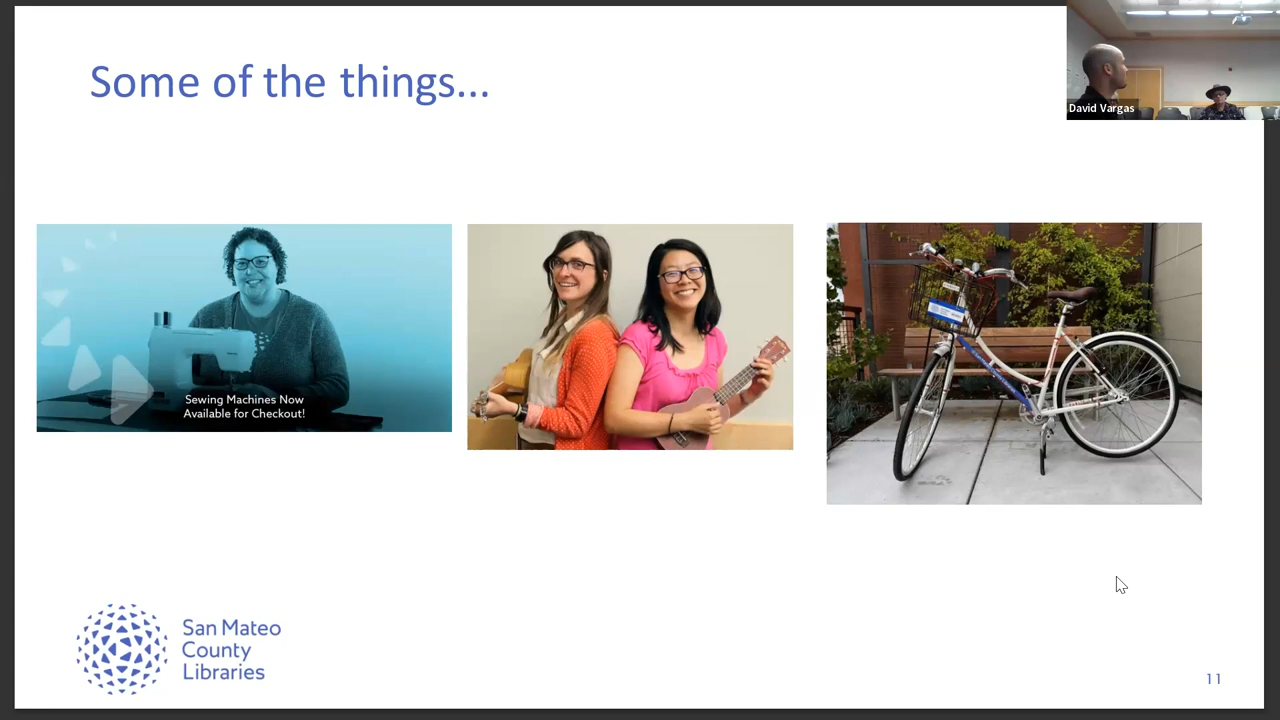 Some of the things...
David Vargas
Sewing Machines Now
Available for Checkout!
San Mateo
County
Libraries
11